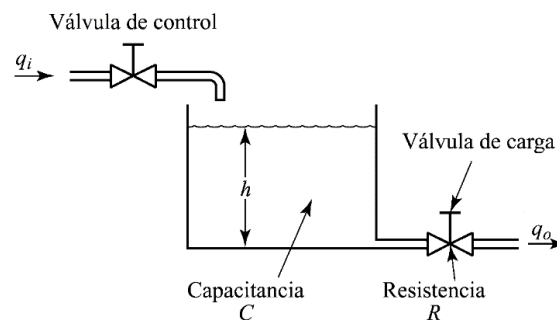 Válvula de control
q_i
h
Válvula de carga
q_o
Capacitancia
C
Resistencia
R